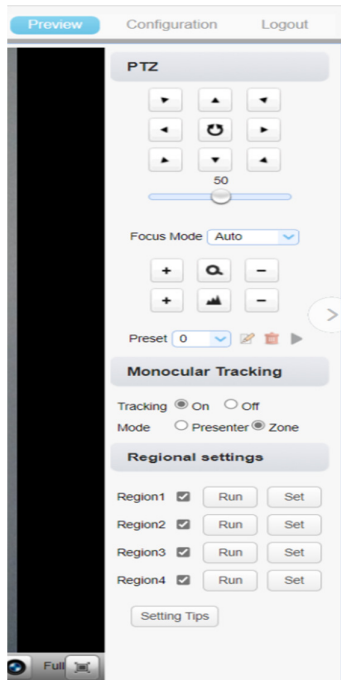 Preview Configuration Logout
PTZ
50
Focus Mode Auto
+ −
+ −
Preset 0
Monocular Tracking
Tracking On Off
Mode Presenter Zone
Regional settings
Region1 Run Set
Region2 Run Set
Region3 Run Set
Region4 Run Set
Setting Tips
Full